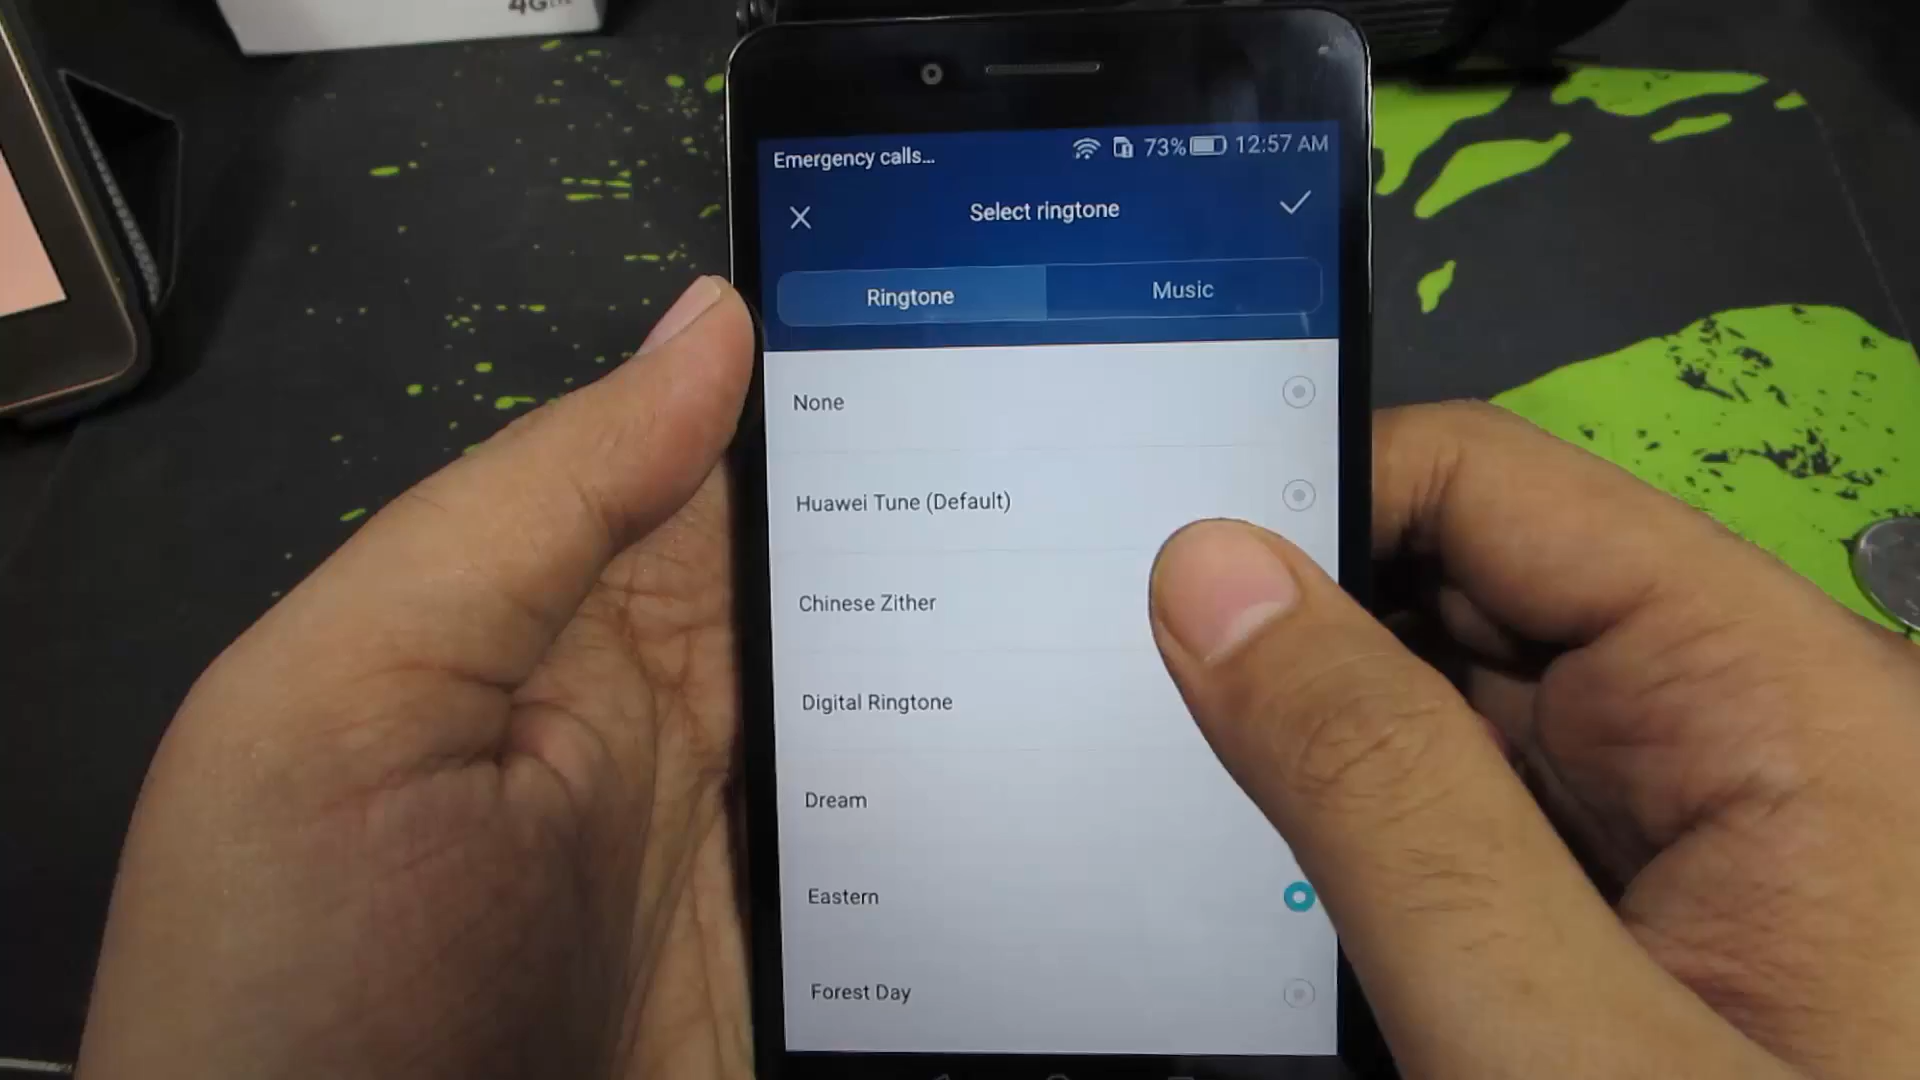 4G
Emergency calls...
73%
12:57 AM
Select ringtone
Ringtone
Music
None
Huawei Tune (Default)
Chinese Zither
Digital Ringtone
Dream
Eastern
Forest Day